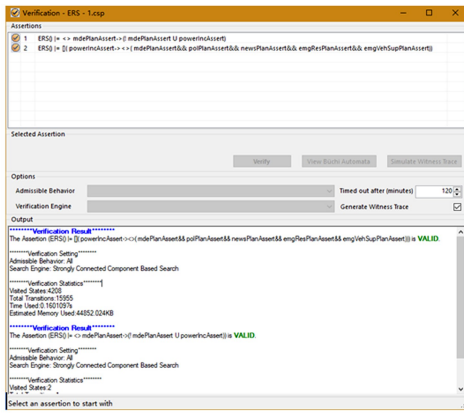 Verification - ERS - 1.csp
Assertions
1 ERS() |= <> mdePlanAssert->(! mdePlanAssert U powerIncAssert)
2 ERS() |= []( powerIncAssert-> <>( mdePlanAssert&& polPlanAssert&& newsPlanAssert&& emgResPlanAssert&& emgVehSupPlanAssert))
Selected Assertion
Verify View Büchi Automata Simulate Witness Trace
Options
Admissible Behavior Timed out after (minutes) 120
Verification Engine Generate Witness Trace
Output
********Verification Result********
The Assertion (ERS() |= []( powerIncAssert-><>( mdePlanAssert&& polPlanAssert&& newsPlanAssert&& emgResPlanAssert&& emgVehSupPlanAssert))) is VALID.
********Verification Setting********
Admissible Behavior: All
Search Engine: Strongly Connected Component Based Search
********Verification Statistics********
Visited States:4208
Total Transitions:15955
Time Used:0.1601097s
Estimated Memory Used:44852.024KB
********Verification Result********
The Assertion (ERS() |= <> mdePlanAssert->(! mdePlanAssert U powerIncAssert)) is VALID.
********Verification Setting********
Admissible Behavior: All
Search Engine: Strongly Connected Component Based Search
********Verification Statistics********
Visited States:2
Select an assertion to start with